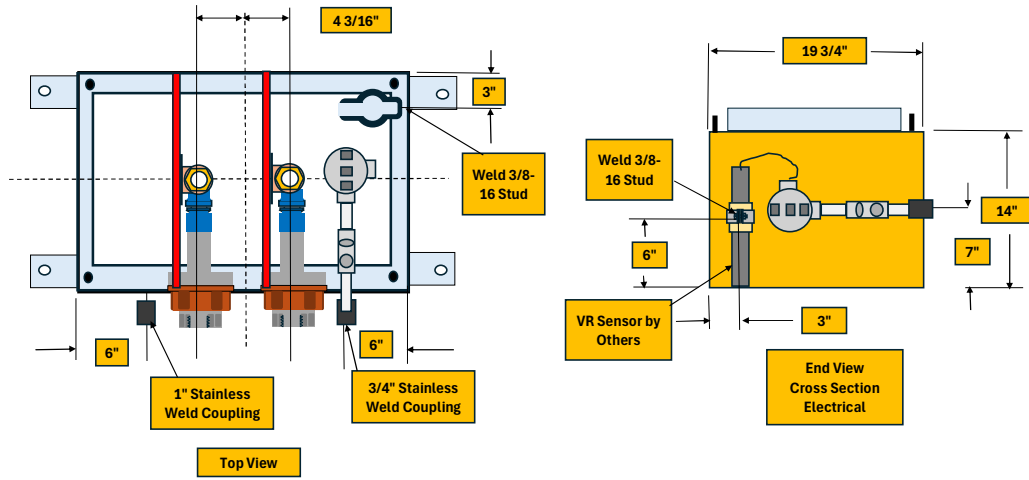 4 3/16"
3"
Weld 3/8-
16 Stud
6"
6"
1" Stainless
Weld Coupling
3/4" Stainless
Weld Coupling
Top View
19 3/4"
Weld 3/8-
16 Stud
14"
6"
7"
VR Sensor by
Others
3"
End View
Cross Section
Electrical